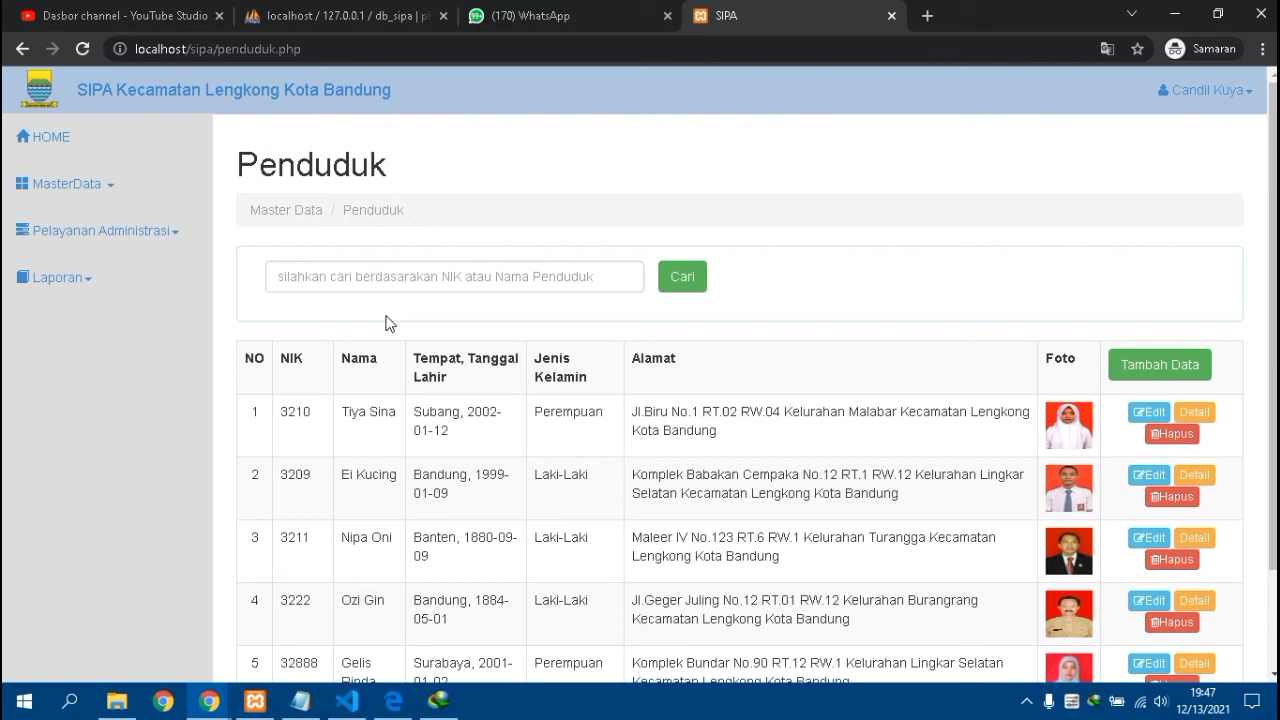 Dasbor channel - YouTube Studio
localhost / 127.0.0.1 / db_sipa | p
(170) WhatsApp
SIPA
localhost/sipa/penduduk.php
Samaran
SIPA Kecamatan Lengkong Kota Bandung
Candil Kuya
HOME
MasterData
Pelayanan Administrasi
Laporan
Penduduk
Master Data / Penduduk
silahkan cari berdasarakan NIK atau Nama Penduduk
Cari
NO NIK Nama Tempat, Tanggal Lahir Jenis Kelamin Alamat Foto Tambah Data
1 3210 Tiya Sina Subang, 2002-
01-12 Perempuan Jl.Biru No.1 RT.02 RW.04 Kelurahan Malabar Kecamatan Lengkong
Kota Bandung Edit Detail
Hapus
2 3209 Ei Kucing Bandung, 1999-
01-09 Laki-Laki Komplek Babakan Cempaka No.12 RT.1 RW.12 Kelurahan Lingkar
Selatan Kecamatan Lengkong Kota Bandung Edit Detail
Hapus
3 3211 Nipa Oni Banten, 1880-09-
09 Laki-Laki Maleer IV No.123 RT.6 RW.1 Kelurahan Turangga Kecamatan
Lengkong Kota Bandung Edit Detail
Hapus
4 3222 Ozi Giri Bandung, 1884-
05-01 Laki-Laki Jl.Geger Juling No.12 RT.01 RW.12 Kelurahan Burangrang
Kecamatan Lengkong Kota Bandung Edit Detail
Hapus
5 32888 Gelis Surabaya, 2001-
01-02 Perempuan Komplek Bundar No.90 RT.12 RW.1 Kelurahan Lingkar Selatan
Kecamatan Lengkong Kota Bandung Edit Detail
19:47
12/13/2021